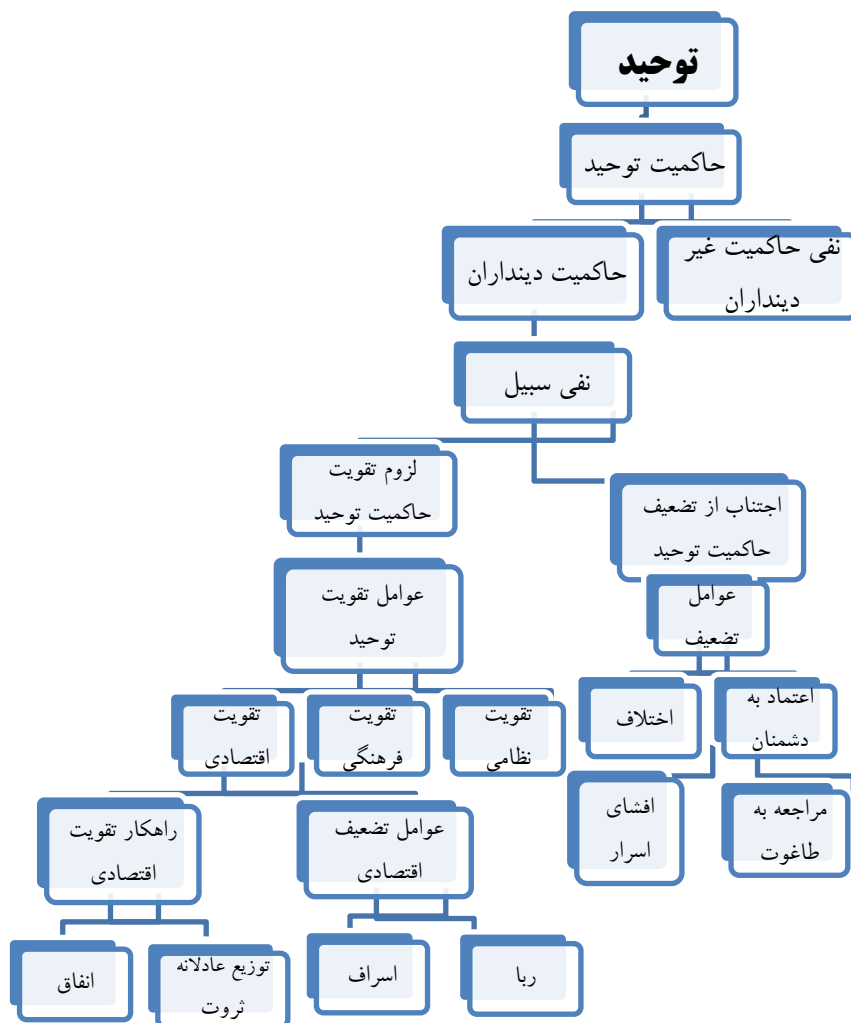 توحید
حاکمیت توحید
نفی حاکمیت غیر
دینداران
حاکمیت دینداران
نفی سبیل
اجتناب از تضعیف
حاکمیت توحید
لزوم تقویت
حاکمیت توحید
عوامل
تضعیف
عوامل تقویت
توحید
اعتماد به
دشمنان
اختلاف
تقویت
نظامی
تقویت
فرهنگی
تقویت
اقتصادی
مراجعه به
طاغوت
افشای
اسرار
عوامل تضعیف
اقتصادی
راهکار تقویت
اقتصادی
ربا
اسراف
توزیع عادلانه
ثروت
انفاق